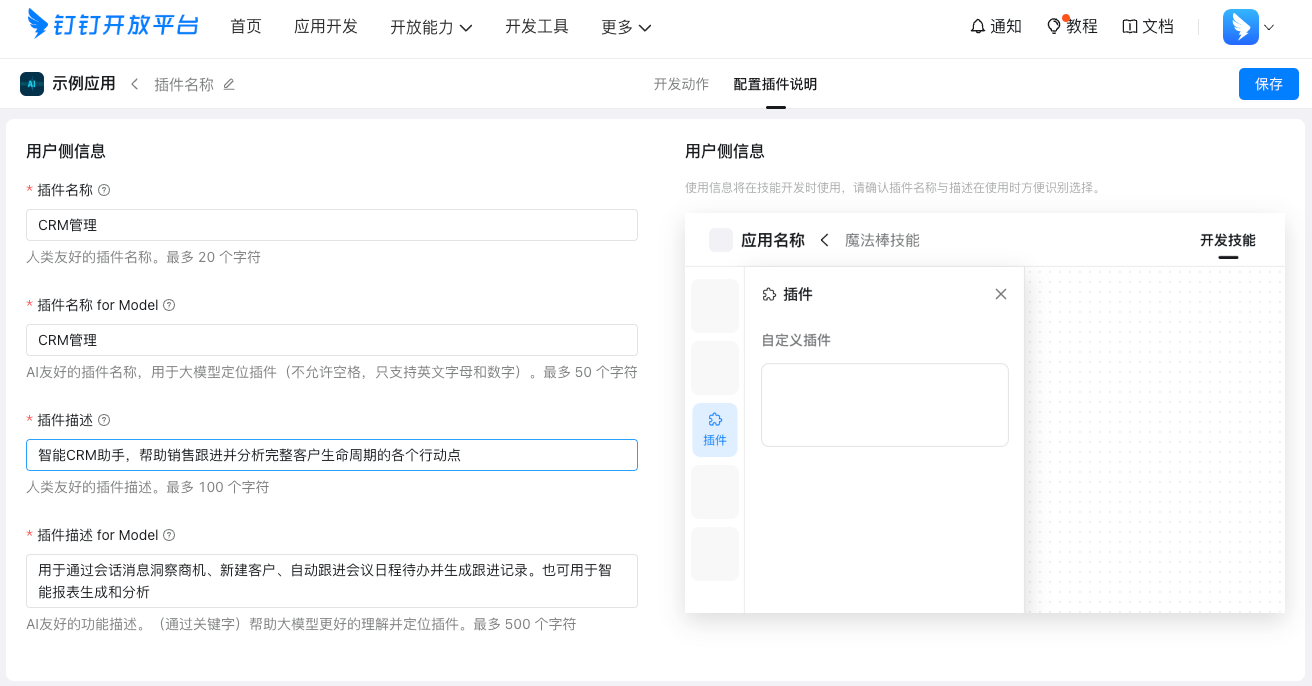 钉钉开放平台 首页 应用开发 开放能力 开发工具 更多 通知 教程 文档
AI 示例应用 插件名称 开发动作 配置插件说明 保存
用户侧信息
* 插件名称
CRM管理
人类友好的插件名称。最多 20 个字符
* 插件名称 for Model
CRM管理
AI友好的插件名称，用于大模型定位插件（不允许空格，只支持英文字母和数字）。最多 50 个字符
* 插件描述
智能CRM助手，帮助销售跟进并分析完整客户生命周期的各个行动点
人类友好的插件描述。最多 100 个字符
* 插件描述 for Model
用于通过会话消息洞察商机、新建客户、自动跟进会议日程待办并生成跟进记录。也可用于智
能报表生成和分析
AI友好的功能描述。（通过关键字）帮助大模型更好的理解并定位插件。最多 500 个字符
用户侧信息
使用信息将在技能开发时使用，请确认插件名称与描述在使用时方便识别选择。
应用名称 魔法棒技能 开发技能
插件
自定义插件
插件